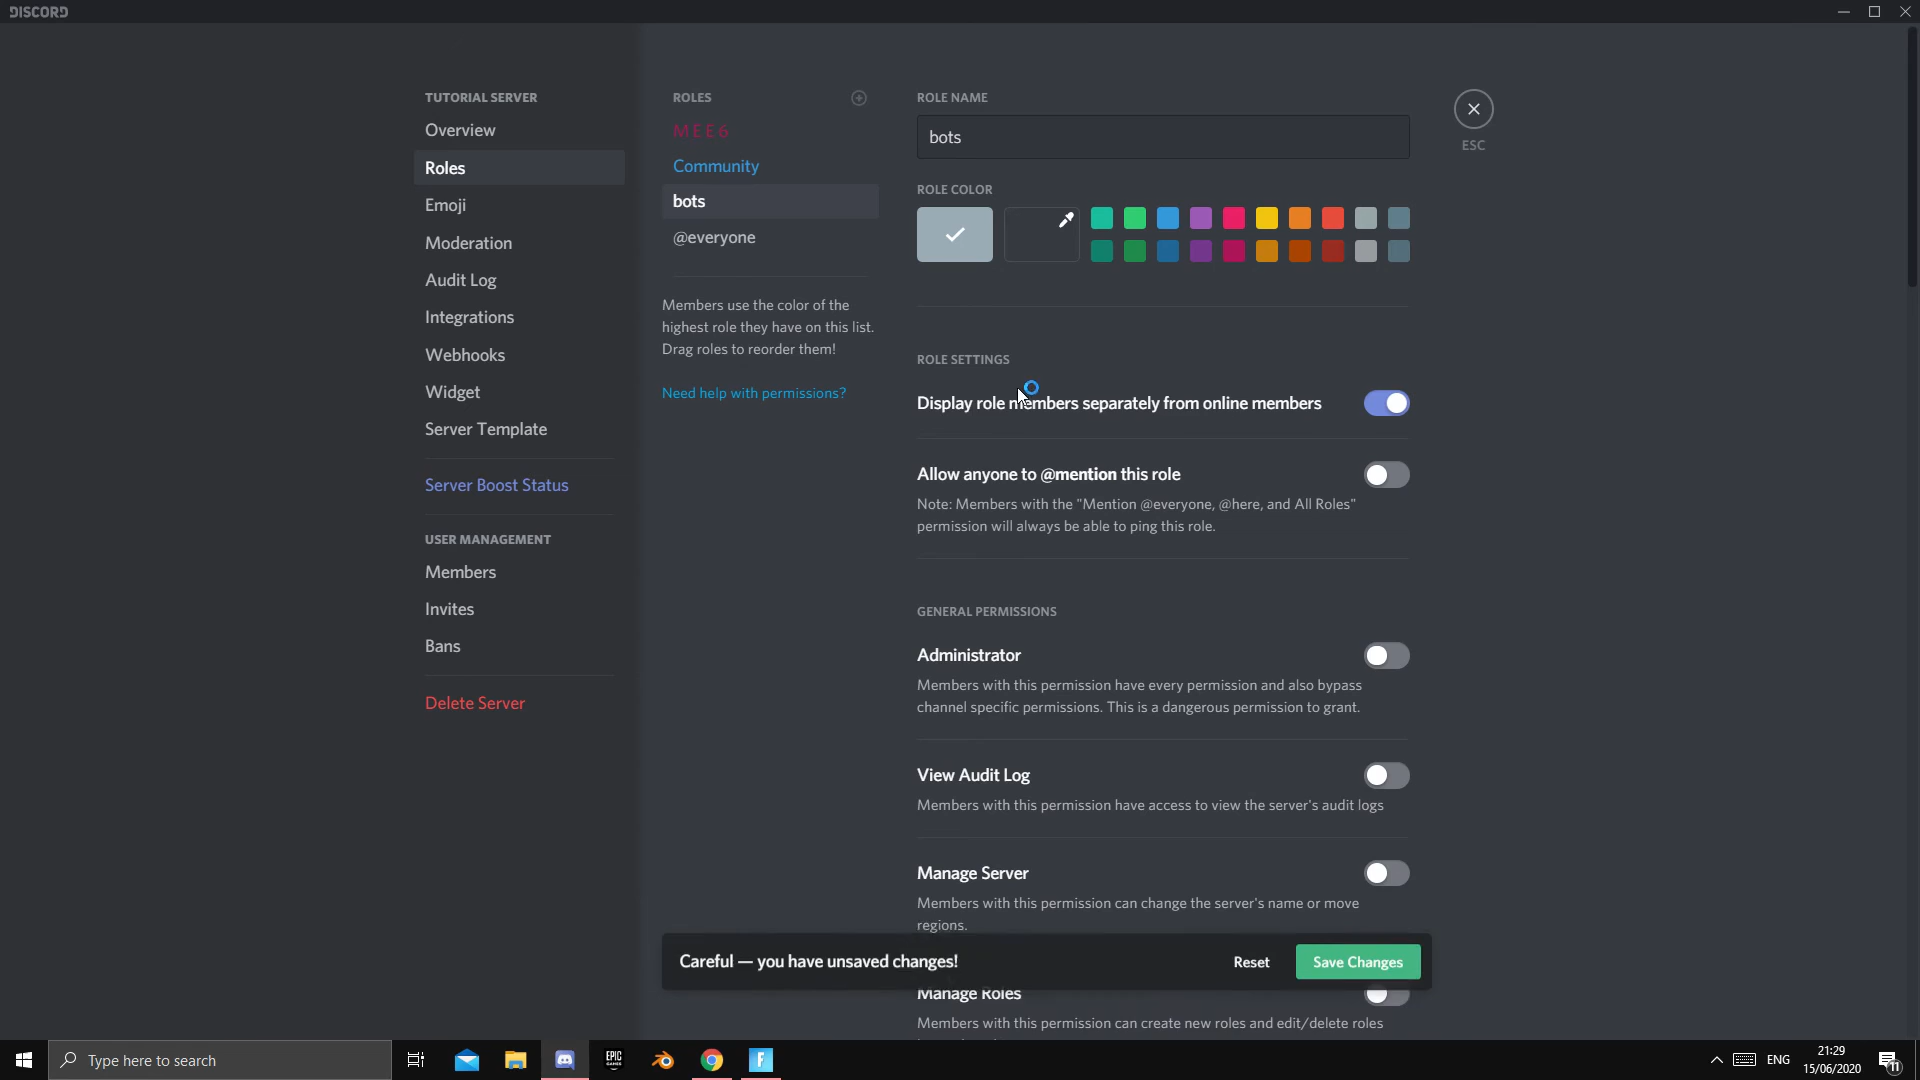 DISCORD
TUTORIAL SERVER
Overview
Roles
Emoji
Moderation
Audit Log
Integrations
Webhooks
Widget
Server Template
Server Boost Status
USER MANAGEMENT
Members
Invites
Bans
Delete Server
ROLES
MEE6
Community
bots
@everyone
Members use the color of the
highest role they have on this list.
Drag roles to reorder them!
Need help with permissions?
ROLE NAME
bots
ESC
ROLE COLOR
ROLE SETTINGS
Display role members separately from online members
Allow anyone to @mention this role
Note: Members with the "Mention @everyone, @here, and All Roles"
permission will always be able to ping this role.
GENERAL PERMISSIONS
Administrator
Members with this permission have every permission and also bypass
channel specific permissions. This is a dangerous permission to grant.
View Audit Log
Members with this permission have access to view the server's audit logs
Manage Server
Members with this permission can change the server's name or move
regions.
Careful — you have unsaved changes!
Reset
Save Changes
Manage Roles
Members with this permission can create new roles and edit/delete roles
Type here to search
EPIC
GAMES
F
ENG
21:29
15/06/2020
11